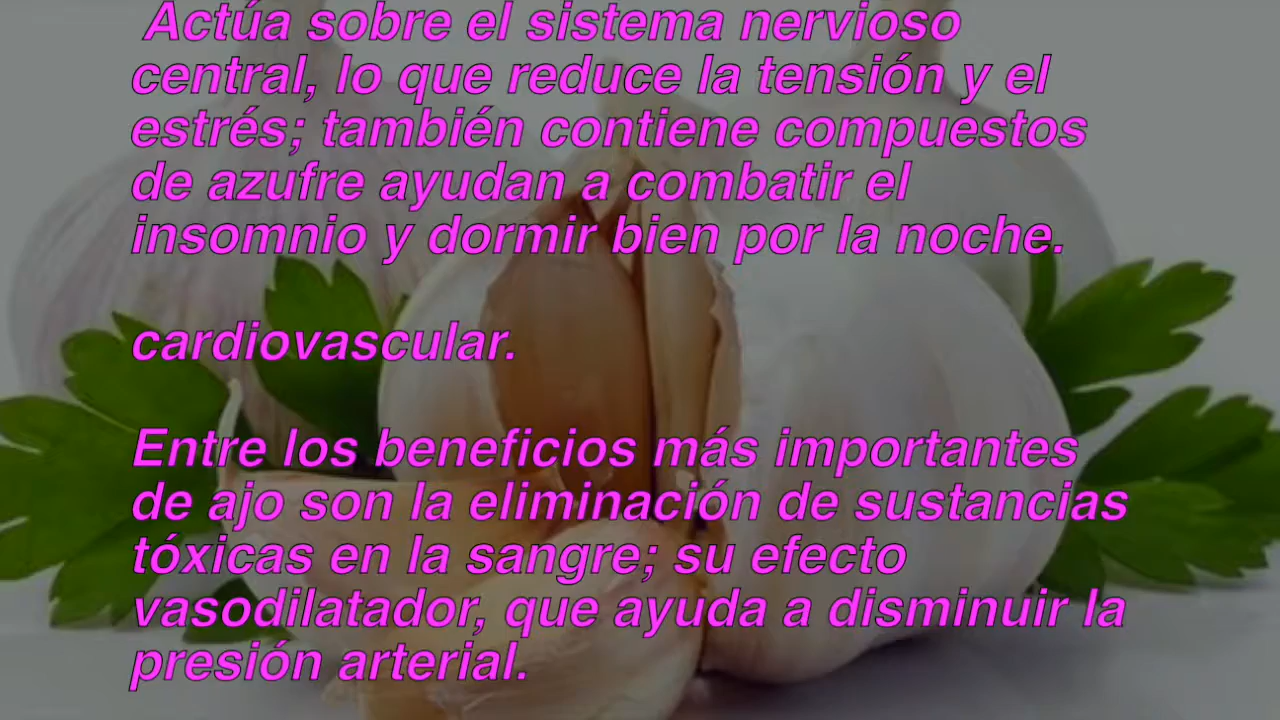 Actúa sobre el sistema nervioso
central, lo que reduce la tensión y el
estrés; también contiene compuestos
de azufre ayudan a combatir el
insomnio y dormir bien por la noche.
cardiovascular.
Entre los beneficios más importantes
de ajo son la eliminación de sustancias
tóxicas en la sangre; su efecto
vasodilatador, que ayuda a disminuir la
presión arterial.